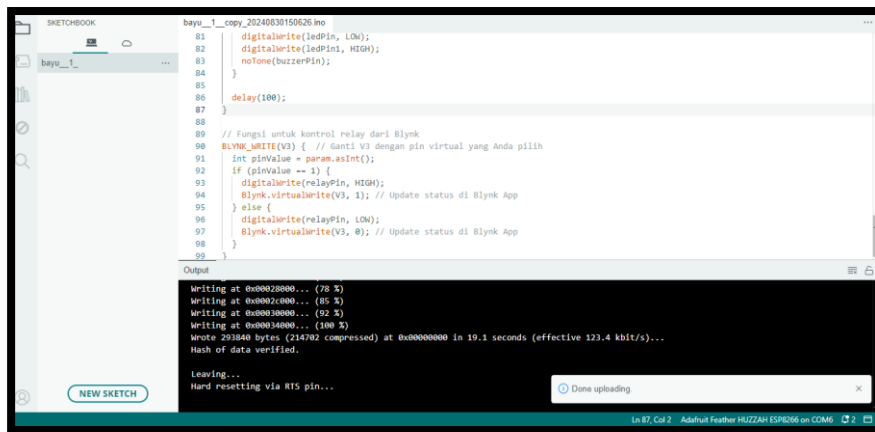 SKETCHBOOK
bayu__1_
...
NEW SKETCH
bayu__1__copy_20240830150626.ino
...
81 digitalWrite(ledPin, LOW);
82 digitalWrite(ledPin1, HIGH);
83 noTone(buzzerPin);
84 }
85
86 delay(100);
87 }
88
89 // Fungsi untuk kontrol relay dari Blynk
90 BLYNK_WRITE(V3) { // Ganti V3 dengan pin virtual yang Anda pilih
91 int pinValue = param.asInt();
92 if (pinValue == 1) {
93 digitalWrite(relayPin, HIGH);
94 Blynk.virtualWrite(V3, 1); // Update status di Blynk App
95 } else {
96 digitalWrite(relayPin, LOW);
97 Blynk.virtualWrite(V3, 0); // Update status di Blynk App
98 }
99 }
Output
Writing at 0x00028000... (78 %)
Writing at 0x0002c000... (85 %)
Writing at 0x00030000... (92 %)
Writing at 0x00034000... (100 %)
Wrote 293840 bytes (214702 compressed) at 0x00000000 in 19.1 seconds (effective 123.4 kbit/s)...
Hash of data verified.
Leaving...
Hard resetting via RTS pin...
Done uploading.
Ln 87, Col 2 Adafruit Feather HUZZAH ESP8266 on COM6 2